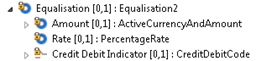 Equalisation [0,1] : Equalisation2
Amount [0,1] : ActiveCurrencyAndAmount
Rate [0,1] : PercentageRate
Credit Debit Indicator [0,1] : CreditDebitCode